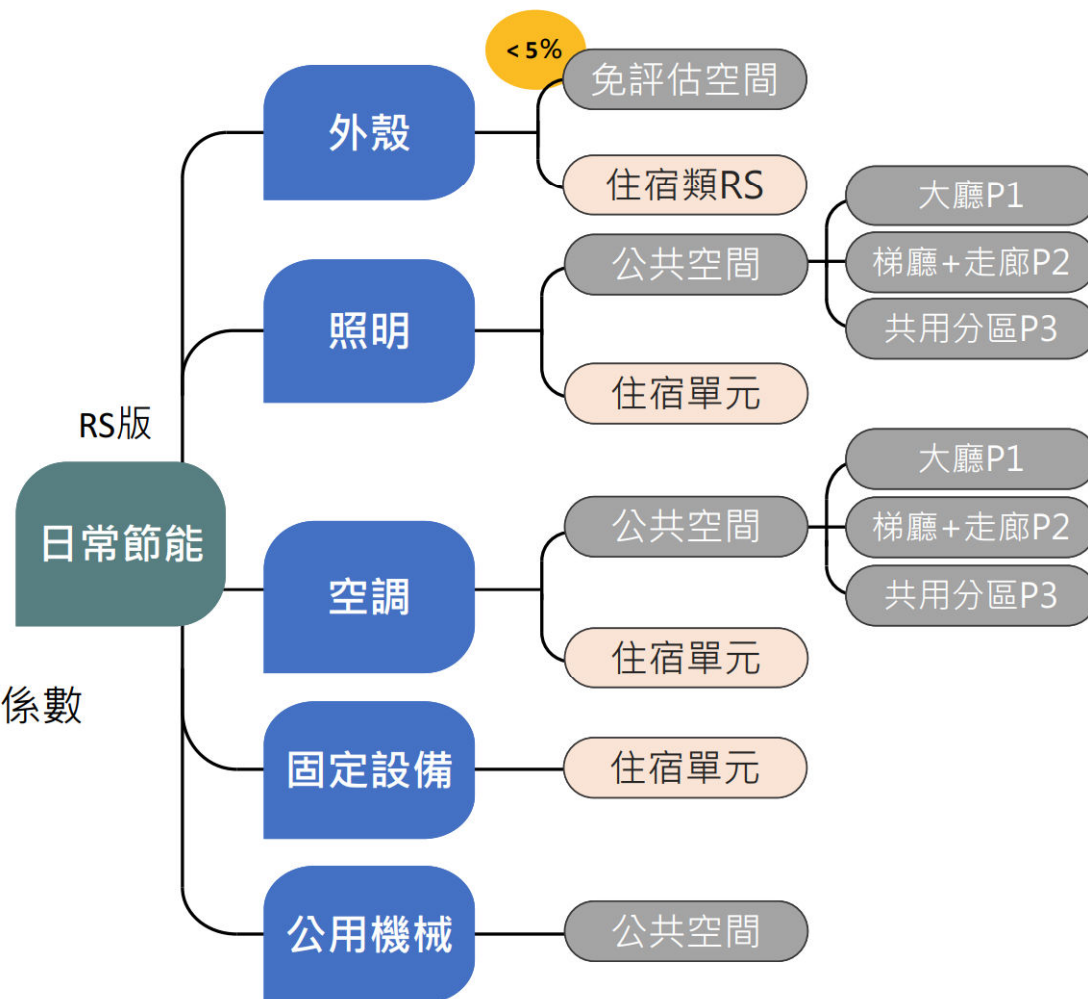 < 5%
免評估空間
外殼
住宿類RS
大廳P1
公共空間
梯廳+走廊P2
照明
共用分區P3
住宿單元
RS版
大廳P1
日常節能
公共空間
梯廳+走廊P2
空調
共用分區P3
住宿單元
係數
固定設備
住宿單元
公用機械
公共空間